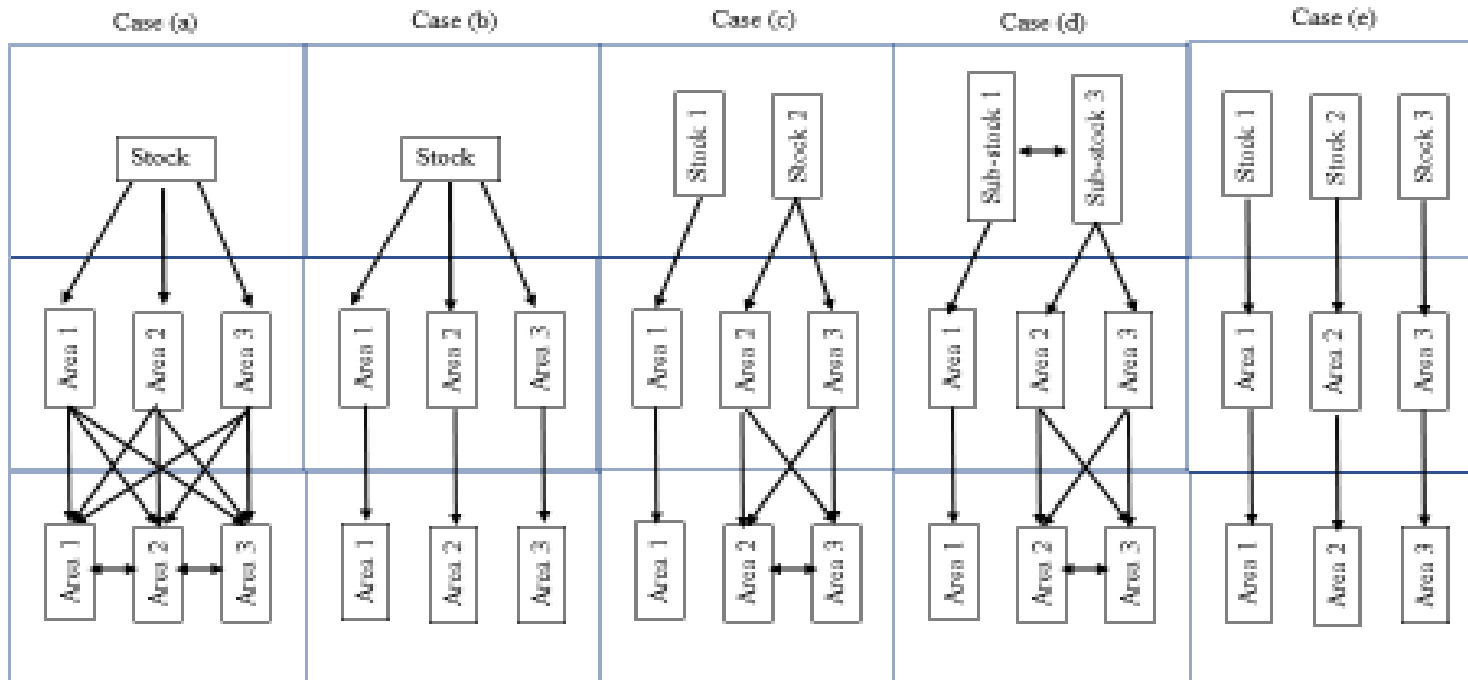 Case (a)
Case (b)
Case (c)
Case (d)
Case (e)
Stock
Stock
Stock 1
Stock 2
Sub-stock 1
Sub-stock 3
Stock 1
Stock 2
Stock 3
Area 1
Area 2
Area 3
Area 1
Area 2
Area 3
Area 1
Area 2
Area 3
Area 1
Area 2
Area 3
Area 1
Area 2
Area 3
Area 1
Area 2
Area 3
Area 1
Area 2
Area 3
Area 1
Area 2
Area 3
Area 1
Area 2
Area 3
Area 1
Area 2
Area 3